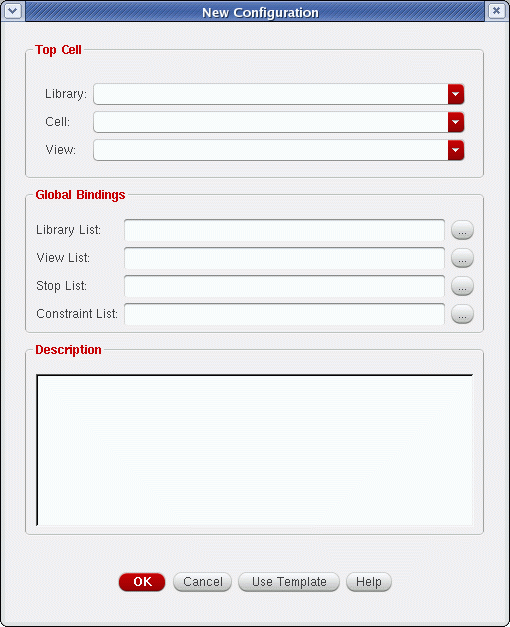 New Configuration
Top Cell
Library:
Cell:
View:
Global Bindings
Library List:
...
View List:
...
Stop List:
...
Constraint List:
...
Description
OK Cancel Use Template Help